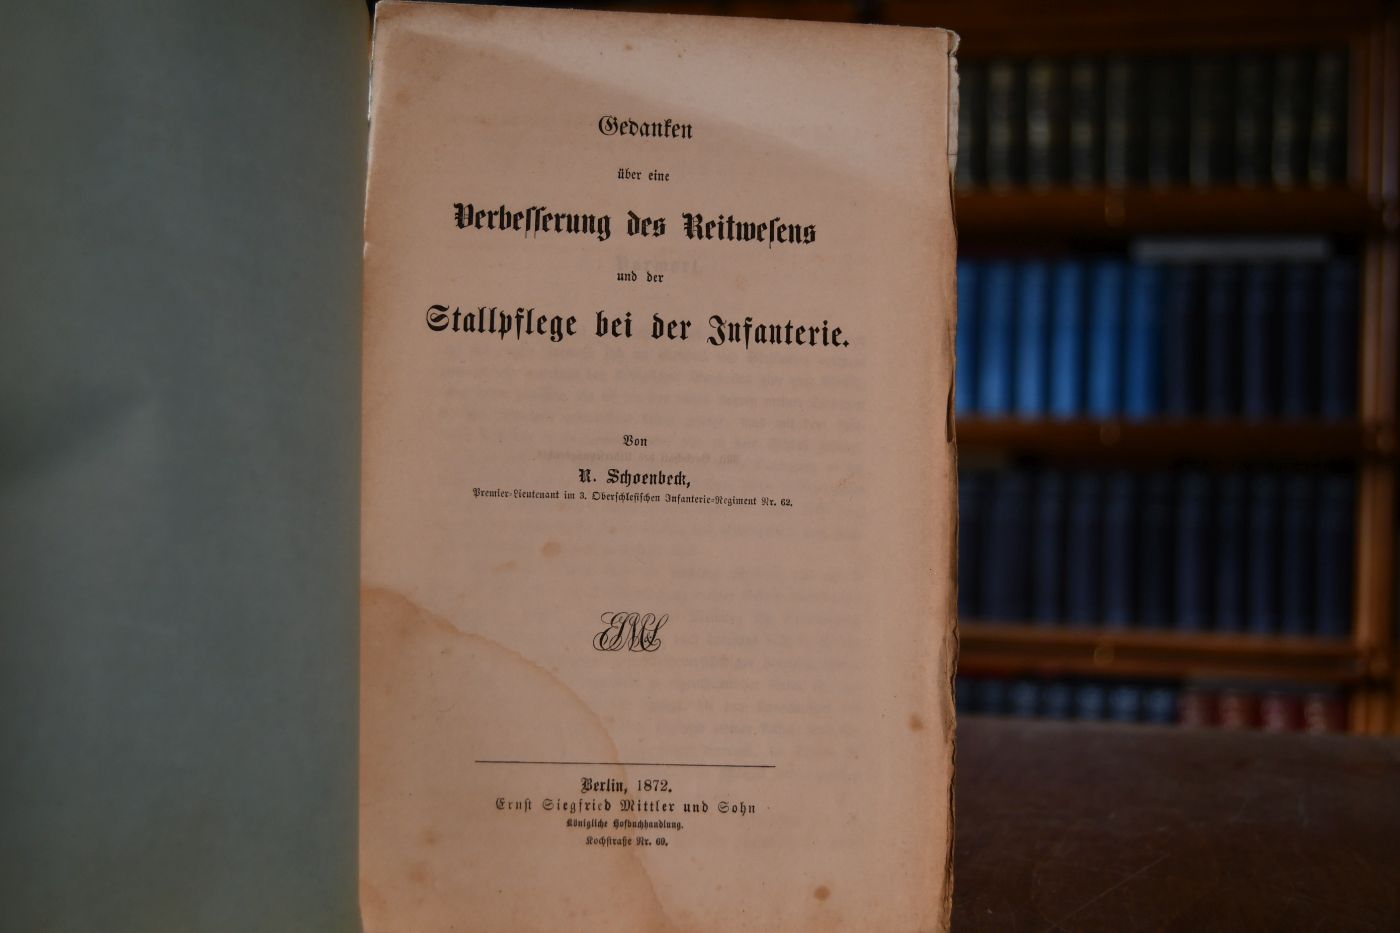 Gedanken
über eine
Verbesserung des Reitwesens
und der
Stallpflege bei der Infanterie.
Von
R. Schoenbeck,
Premier-Lieutenant im 3. Oberschlesischen Infanterie-Regiment Nr. 62.
Berlin, 1872.
Ernst Siegfried Mittler und Sohn
Königliche Hofbuchhandlung.
Kochstraße Nr. 69.